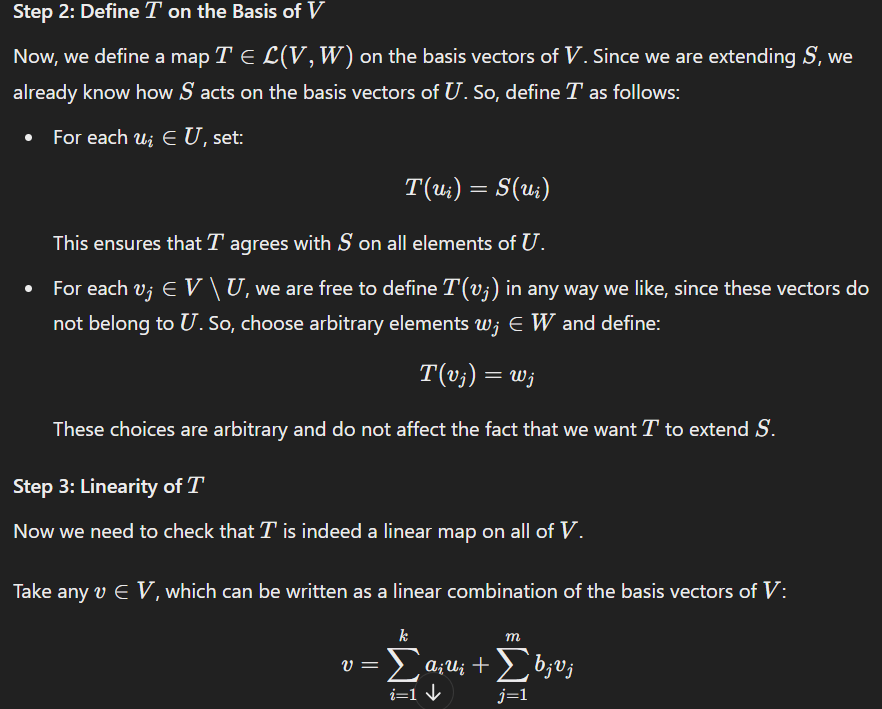 Step 2: Define T on the Basis of V
Now, we define a map T ∈ ℒ(V, W) on the basis vectors of V. Since we are extending S, we
already know how S acts on the basis vectors of U. So, define T as follows:
• For each uᵢ ∈ U, set:
T(uᵢ) = S(uᵢ)
This ensures that T agrees with S on all elements of U.
• For each vⱼ ∈ V \ U, we are free to define T(vⱼ) in any way we like, since these vectors do
not belong to U. So, choose arbitrary elements wⱼ ∈ W and define:
T(vⱼ) = wⱼ
These choices are arbitrary and do not affect the fact that we want T to extend S.
Step 3: Linearity of T
Now we need to check that T is indeed a linear map on all of V.
Take any v ∈ V, which can be written as a linear combination of the basis vectors of V:
v = ∑_{i=1}^{k} aᵢuᵢ + ∑_{j=1}^{m} bⱼvⱼ